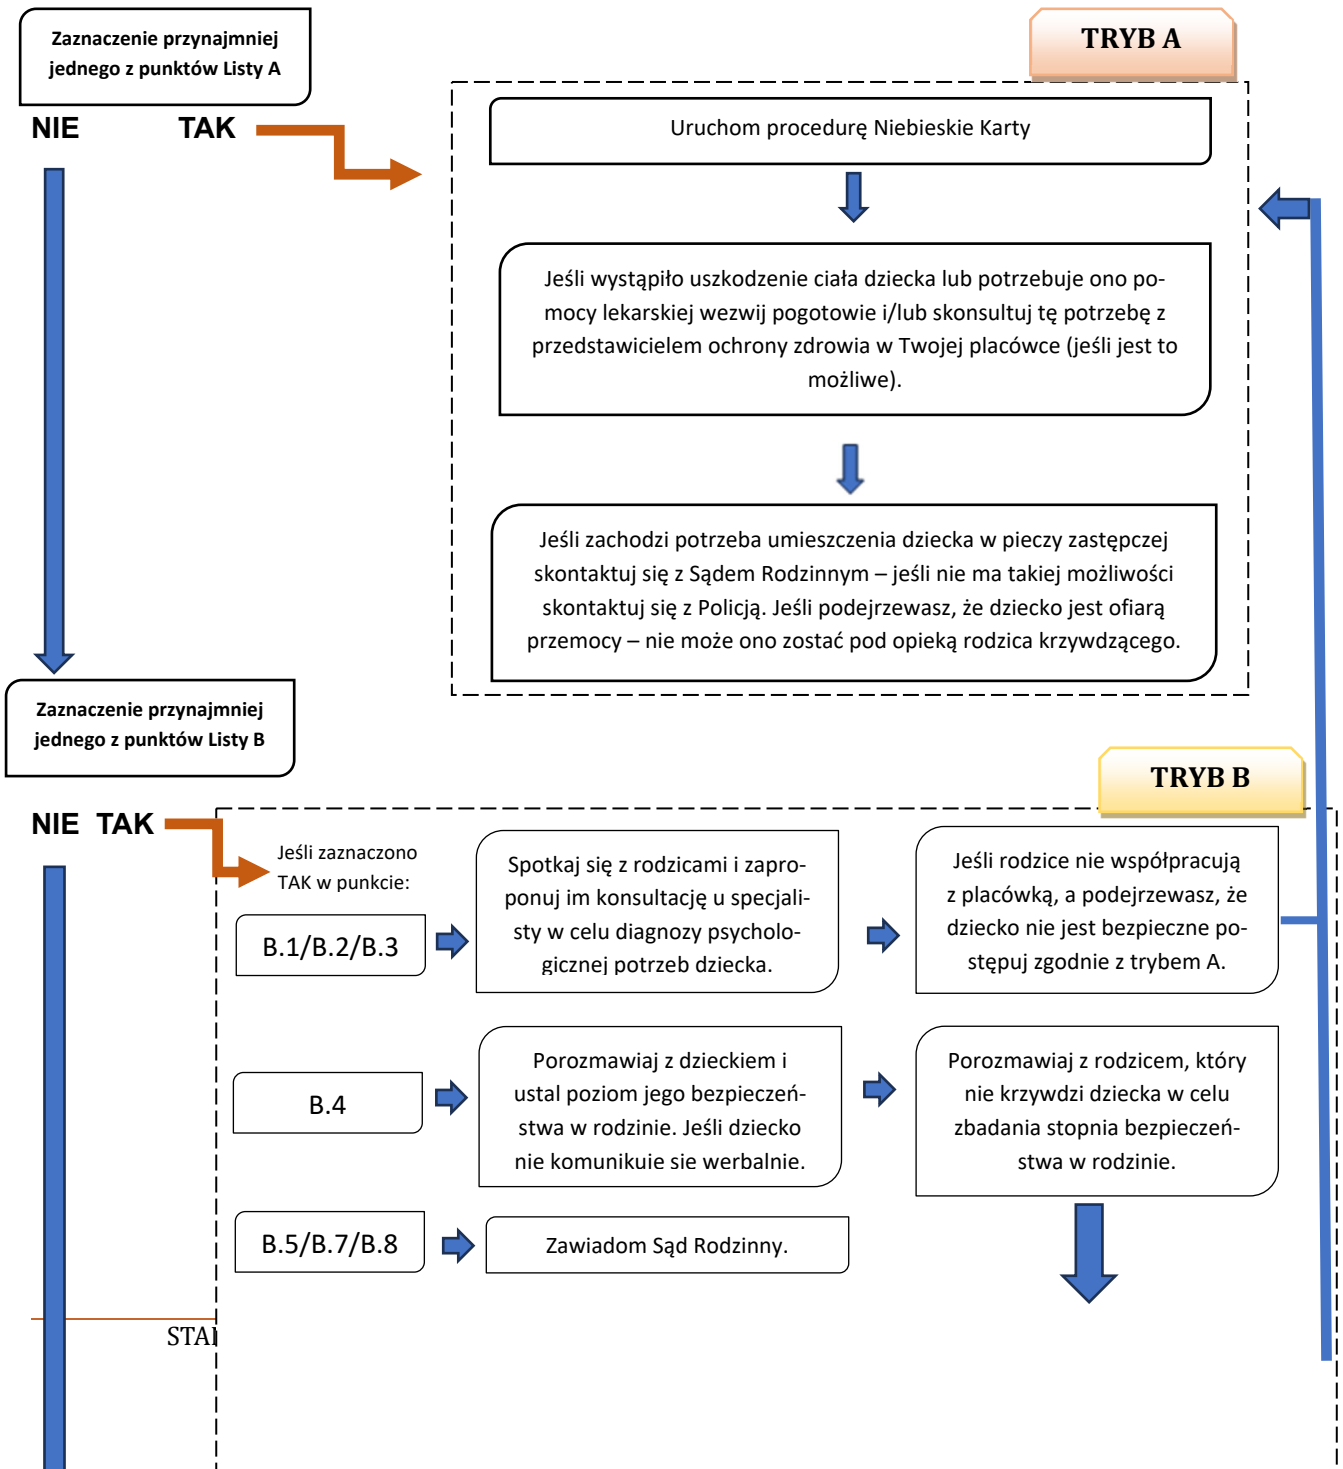 Zaznaczenie przynajmniej
jednego z punktów Listy A
NIE TAK
TRYB A
Uruchom procedurę Niebieskie Karty
Jeśli wystąpiło uszkodzenie ciała dziecka lub potrzebuje ono po-
mocy lekarskiej wezwij pogotowie i/lub skonsultuj tę potrzebę z
przedstawicielem ochrony zdrowia w Twojej placówce (jeśli jest to
możliwe).
Jeśli zachodzi potrzeba umieszczenia dziecka w pieczy zastępczej
skontaktuj się z Sądem Rodzinnym – jeśli nie ma takiej możliwości
skontaktuj się z Policją. Jeśli podejrzewasz, że dziecko jest ofiarą
przemocy – nie może ono zostać pod opieką rodzica krzywdzącego.
Zaznaczenie przynajmniej
jednego z punktów Listy B
NIE TAK
TRYB B
Jeśli zaznaczono
TAK w punkcie:
B.1/B.2/B.3
Spotkaj się z rodzicami i zapro-
ponuj im konsultację u specjali-
sty w celu diagnozy psycholo-
gicznej potrzeb dziecka.
Jeśli rodzice nie współpracują
z placówką, a podejrzewasz, że
dziecko nie jest bezpieczne po-
stępuj zgodnie z trybem A.
B.4
Porozmawiaj z dzieckiem i
ustal poziom jego bezpieczeń-
stwa w rodzinie. Jeśli dziecko
nie komunikuje się werbalnie.
Porozmawiaj z rodzicem, który
nie krzywdzi dziecka w celu
zbadania stopnia bezpieczeń-
stwa w rodzinie.
B.5/B.7/B.8
Zawiadom Sąd Rodzinny.